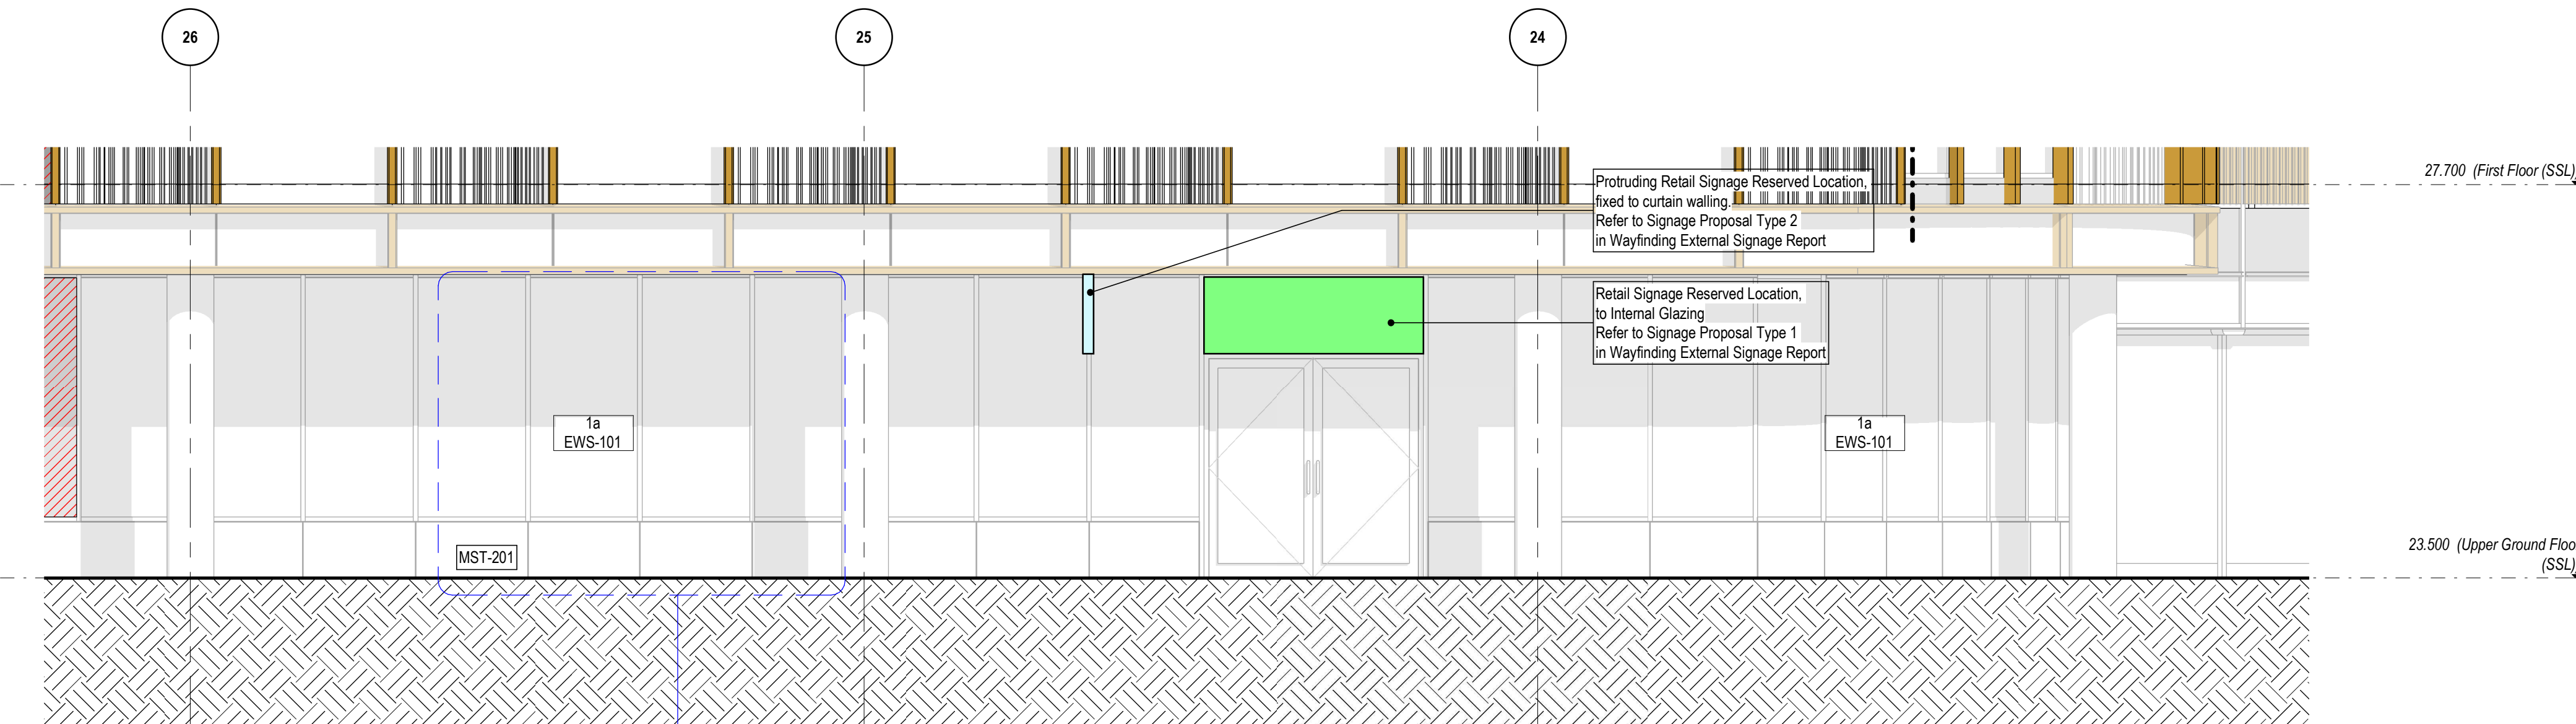 26
25
24
27.700 (First Floor (SSL)
Protruding Retail Signage Reserved Location,
fixed to curtain walling.
Refer to Signage Proposal Type 2
in Wayfinding External Signage Report
Retail Signage Reserved Location,
to Internal Glazing
Refer to Signage Proposal Type 1
in Wayfinding External Signage Report
1a
EWS-101
1a
EWS-101
MST-201
23.500 (Upper Ground Floo
(SSL)